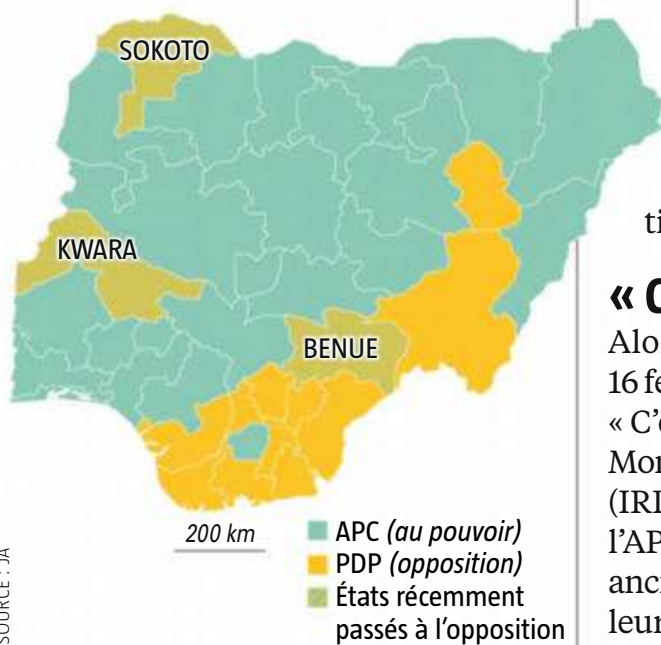 SOKOTO
KWARA
BENUE
200 km
APC (au pouvoir)
PDP (opposition)
États récemment
passés à l'opposition
SOURCE : JA
ti
« C
Alo
16 fe
« C'e
Mor
(IRI
l'AP
anci
leur